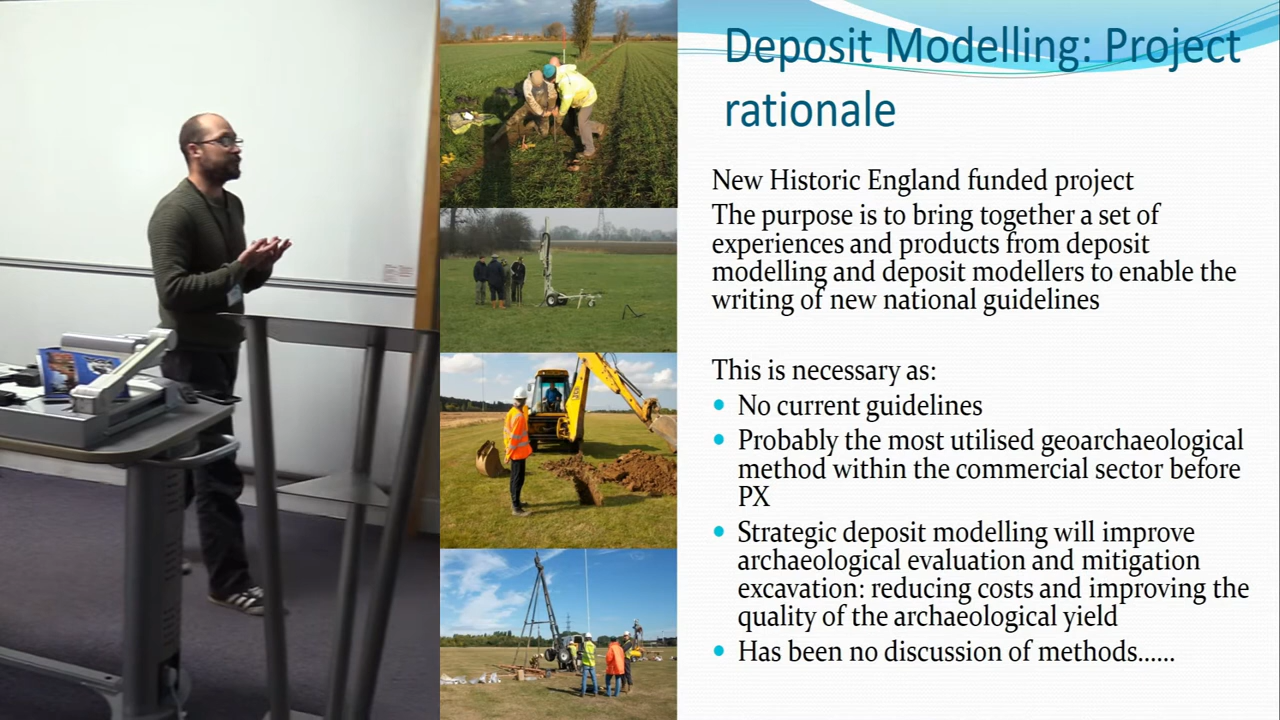 Deposit Modelling: Project
rationale
New Historic England funded project
The purpose is to bring together a set of
experiences and products from deposit
modelling and deposit modellers to enable the
writing of new national guidelines
This is necessary as:
No current guidelines
Probably the most utilised geoarchaeological
method within the commercial sector before
PX
Strategic deposit modelling will improve
archaeological evaluation and mitigation
excavation: reducing costs and improving the
quality of the archaeological yield
Has been no discussion of methods......